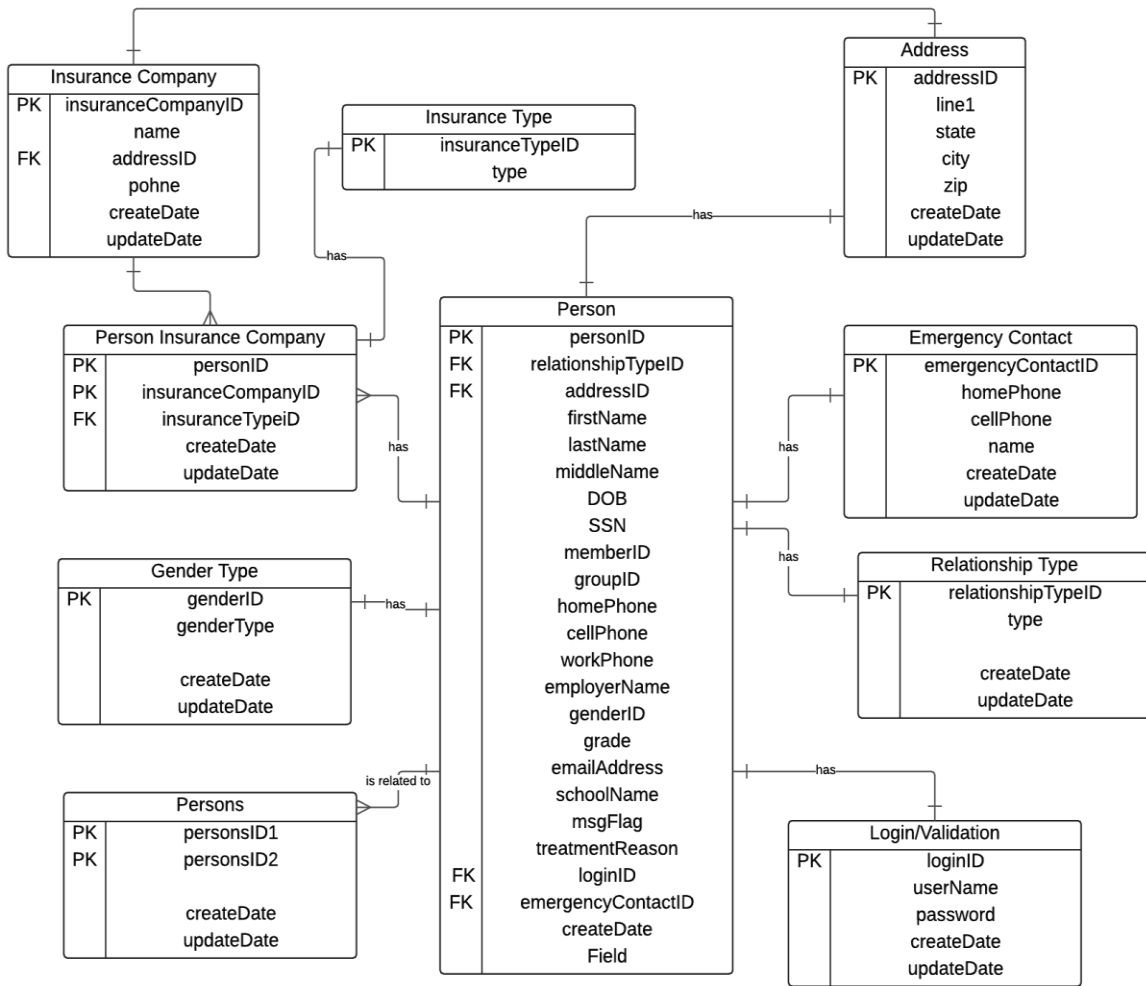 Insurance Company
PK insuranceCompanyID
name
FK addressID
pohne
createDate
updateDate
Insurance Type
PK insuranceTypeID
type
Address
PK addressID
line1
state
city
zip
createDate
updateDate
has
has
Person Insurance Company
PK personID
PK insuranceCompanyID
FK insuranceTypeiD
createDate
updateDate
has
Person
PK personID
FK relationshipTypeID
FK addressID
firstName
lastName
middleName
DOB
SSN
memberID
groupID
homePhone
cellPhone
workPhone
employerName
genderID
grade
emailAddress
schoolName
msgFlag
treatmentReason
FK loginID
FK emergencyContactID
createDate
Field
Emergency Contact
PK emergencyContactID
homePhone
cellPhone
name
createDate
updateDate
has
has
Relationship Type
PK relationshipTypeID
type
createDate
updateDate
Gender Type
PK genderID
genderType
createDate
updateDate
has
is related to
Persons
PK personsID1
PK personsID2
createDate
updateDate
has
Login/Validation
PK loginID
userName
password
createDate
updateDate